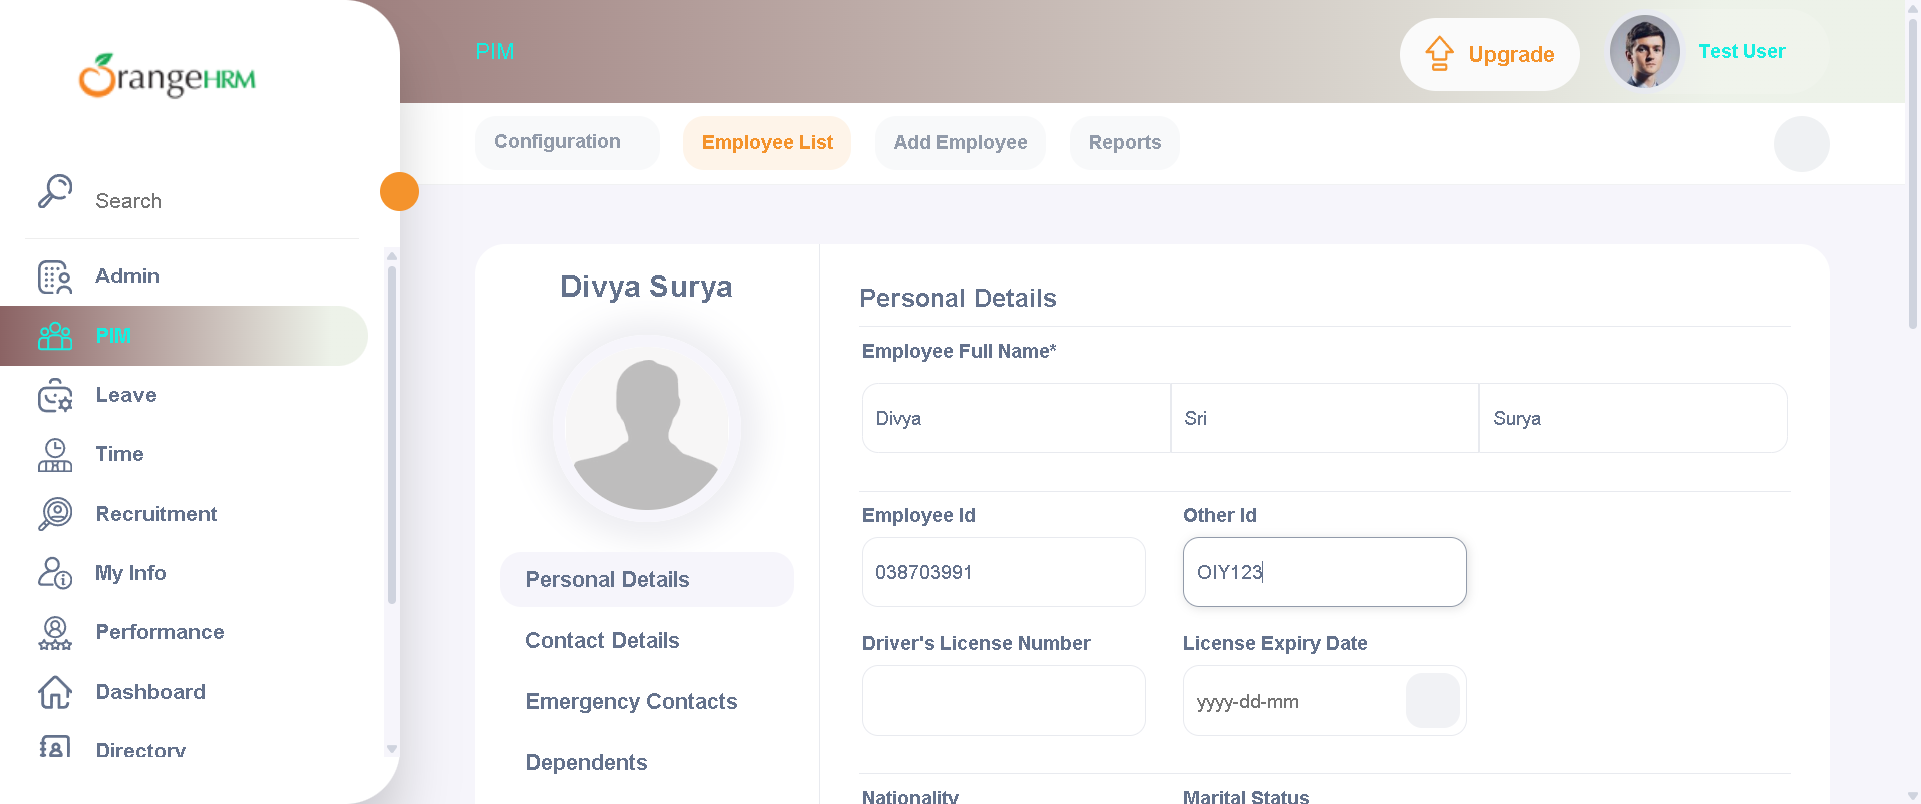 OrangeHRM
PIM
Upgrade
Test User
Configuration
Employee List
Add Employee
Reports
Search
Admin
PIM
Leave
Time
Recruitment
My Info
Performance
Dashboard
Directory
Divya Surya
Personal Details
Contact Details
Emergency Contacts
Dependents
Personal Details
Employee Full Name*
Divya Sri Surya
Employee Id Other Id
038703991 OIY123
Driver's License Number License Expiry Date
yyyy-dd-mm
Nationality Marital Status